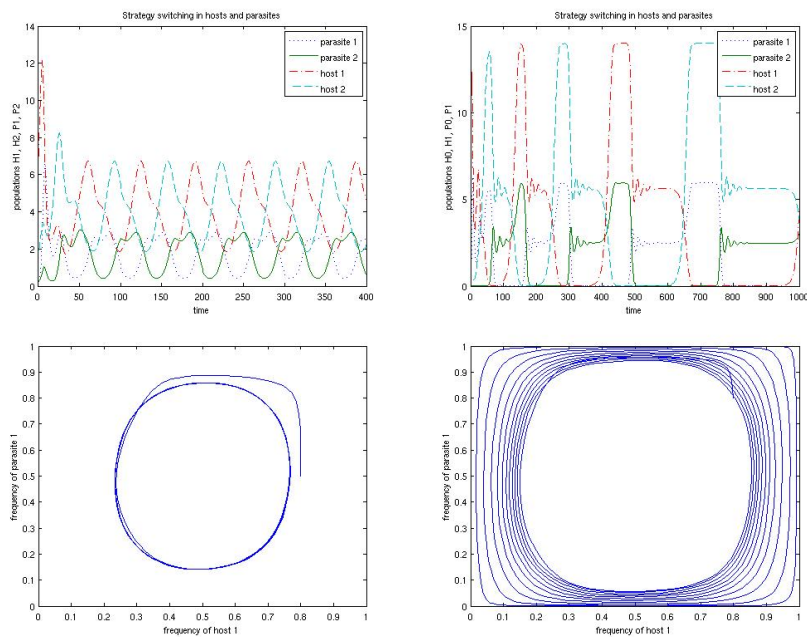 Strategy switching in hosts and parasites
14
12
10
8
6
4
2
0
populations H1, H2, P1, P2
parasite 1
parasite 2
host 1
host 2
0 50 100 150 200 250 300 350 400
time
Strategy switching in hosts and parasites
15
10
5
0
populations H0, H1, P0, P1
parasite 1
parasite 2
host 1
host 2
0 100 200 300 400 500 600 700 800 900 1000
time
1
0.9
0.8
0.7
0.6
0.5
0.4
0.3
0.2
0.1
0
frequency of parasite 1
0 0.1 0.2 0.3 0.4 0.5 0.6 0.7 0.8 0.9 1
frequency of host 1
1
0.9
0.8
0.7
0.6
0.5
0.4
0.3
0.2
0.1
0
frequency of parasite 1
0 0.1 0.2 0.3 0.4 0.5 0.6 0.7 0.8 0.9 1
frequency of host 1